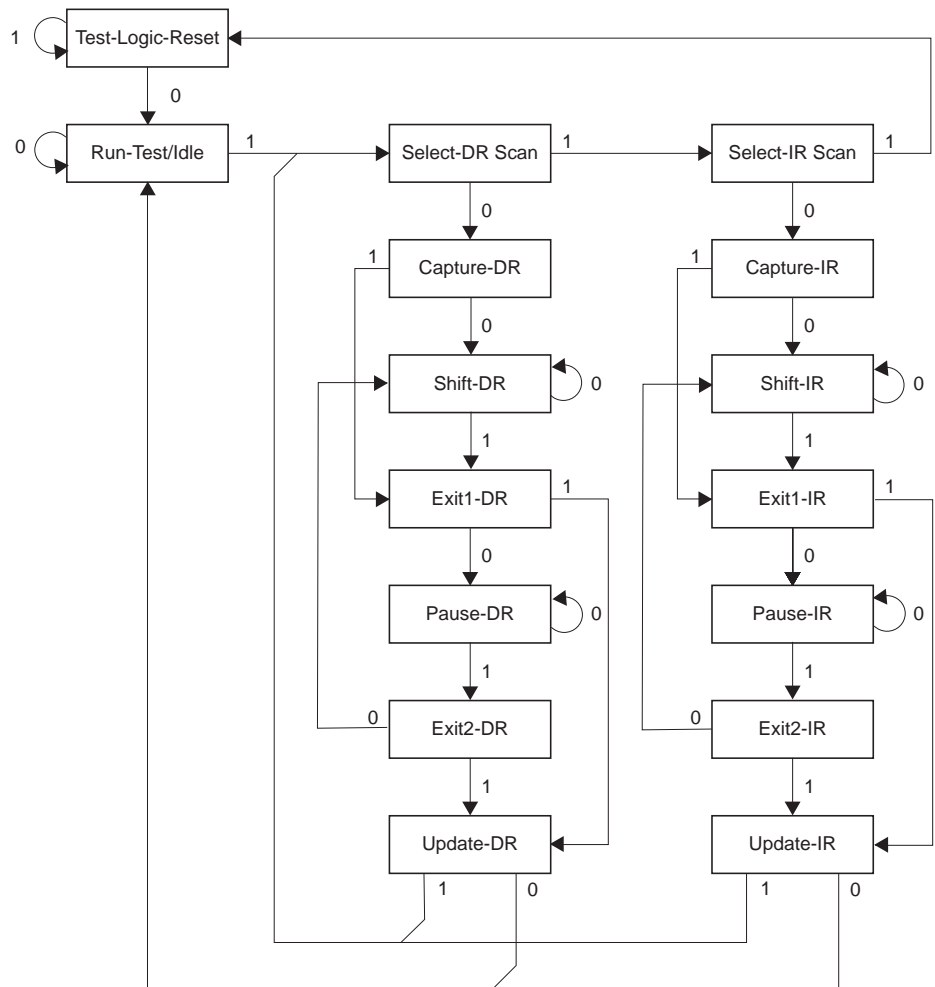 1 Test-Logic-Reset
0
0 Run-Test/Idle 1 Select-DR Scan 1 Select-IR Scan 1
0 0
1 Capture-DR 1 Capture-IR
0 0
Shift-DR 0 Shift-IR 0
1 1
Exit1-DR 1 Exit1-IR 1
0 0
Pause-DR 0 Pause-IR 0
1 1
0 Exit2-DR 0 Exit2-IR
1 1
Update-DR Update-IR
1 0 1 0